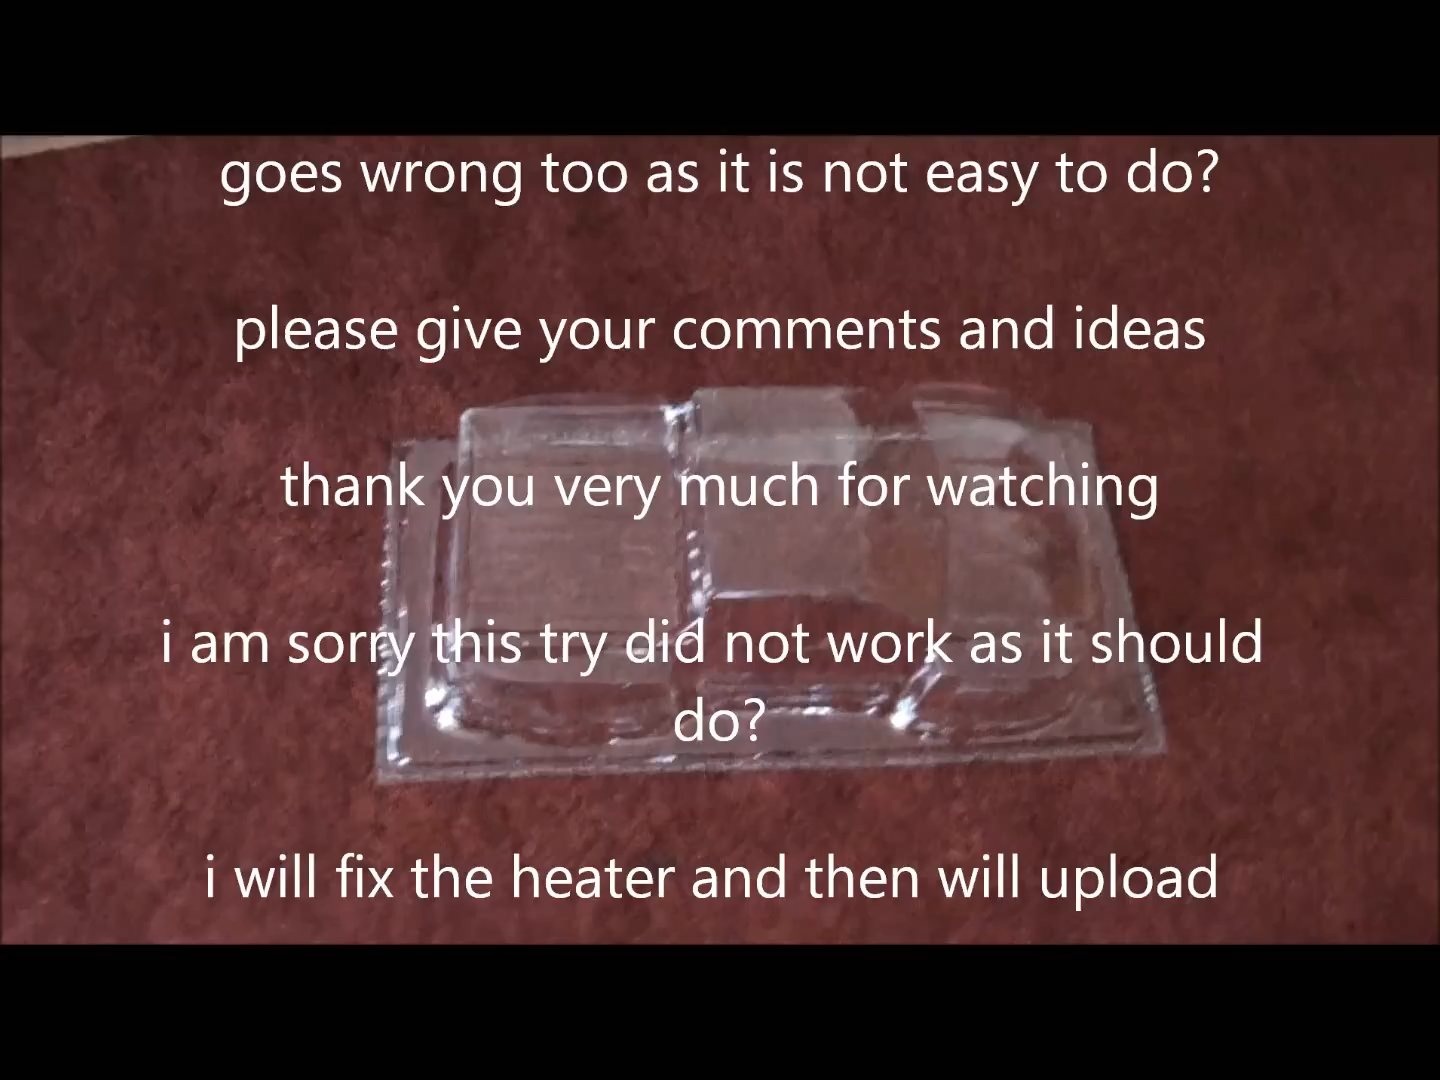 goes wrong too as it is not easy to do?
please give your comments and ideas
thank you very much for watching
i am sorry this try did not work as it should
do?
i will fix the heater and then will upload